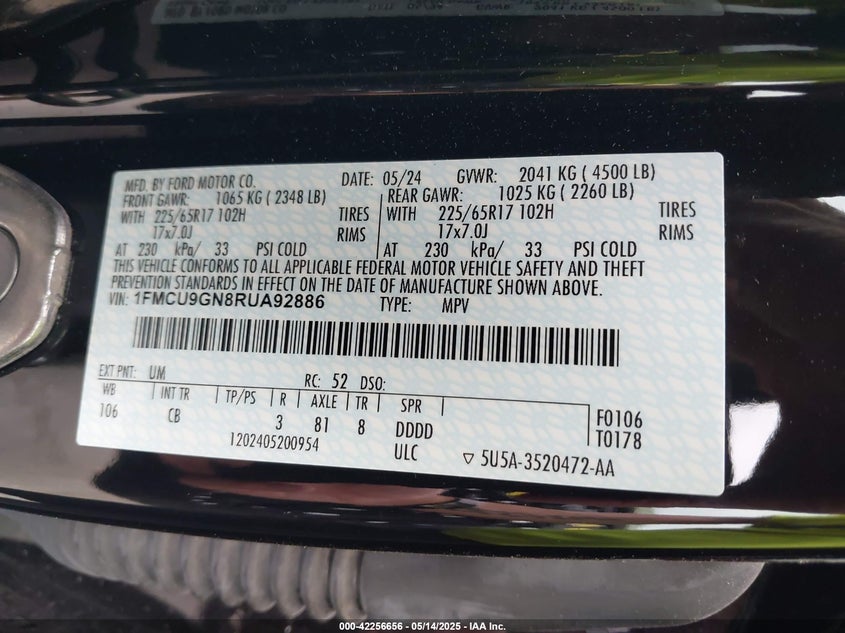 MFD. BY FORD MOTOR CO. DATE: 05/24 GVWR: 2041 KG ( 4500 LB)
FRONT GAWR: 1065 KG ( 2348 LB) REAR GAWR: 1025 KG ( 2260 LB)
WITH 225/65R17 102H TIRES WITH 225/65R17 102H TIRES
17x7.0J RIMS 17x7.0J RIMS
AT 230 kPa/ 33 PSI COLD AT 230 kPa/ 33 PSI COLD
THIS VEHICLE CONFORMS TO ALL APPLICABLE FEDERAL MOTOR VEHICLE SAFETY AND THEFT
PREVENTION STANDARDS IN EFFECT ON THE DATE OF MANUFACTURE SHOWN ABOVE.
VIN: 1FMCU9GN8RUA92886 TYPE: MPV
EXT PNT: UM RC: 52 DSO:
WB INT TR TP/PS R AXLE TR SPR F0106
106 CB 3 81 8 DDDD T0178
1202405200954 ULC ▽ 5U5A-3520472-AA
000-42256656 - 05/14/2025 - IAA Inc.